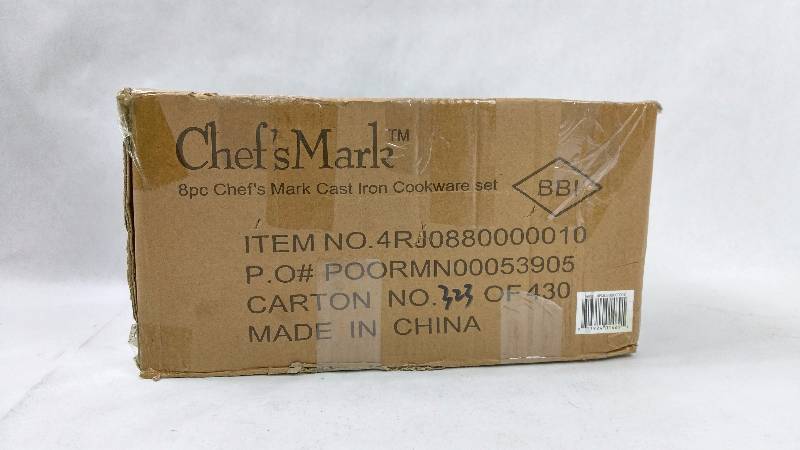 Chef'sMark™
8pc Chef's Mark Cast Iron Cookware set
BBI
ITEM NO.4RJ0880000010
P.O# POORMN00053905
CARTON NO.323 OF 430
MADE IN CHINA